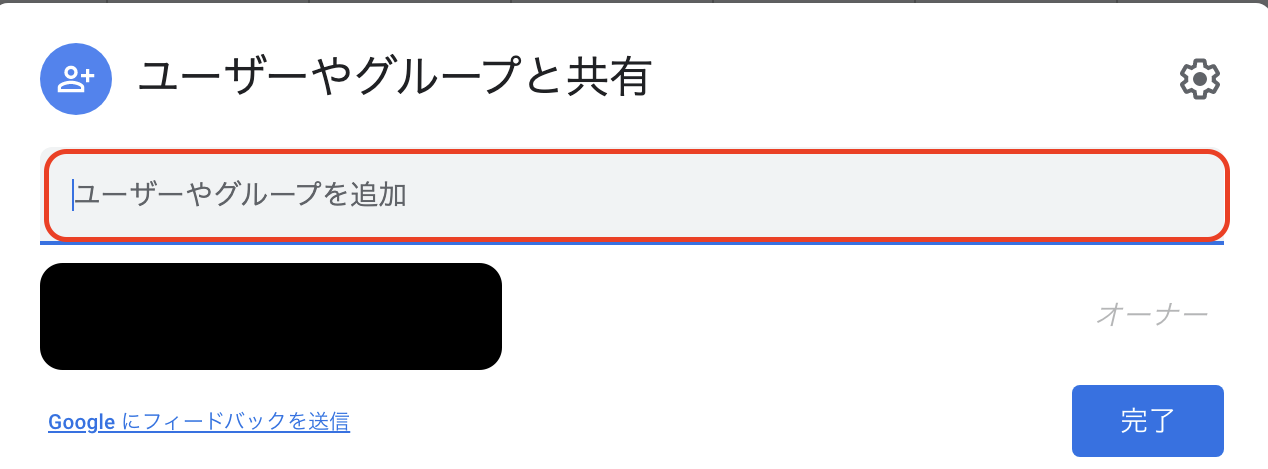 ユーザーやグループと共有
ユーザーやグループを追加
オーナー
Google にフィードバックを送信
完了